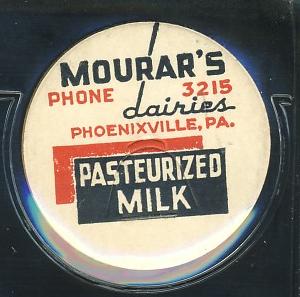 MOURAR'S
PHONE 3215
dairies
PHOENIXVILLE, PA.
PASTEURIZED
MILK